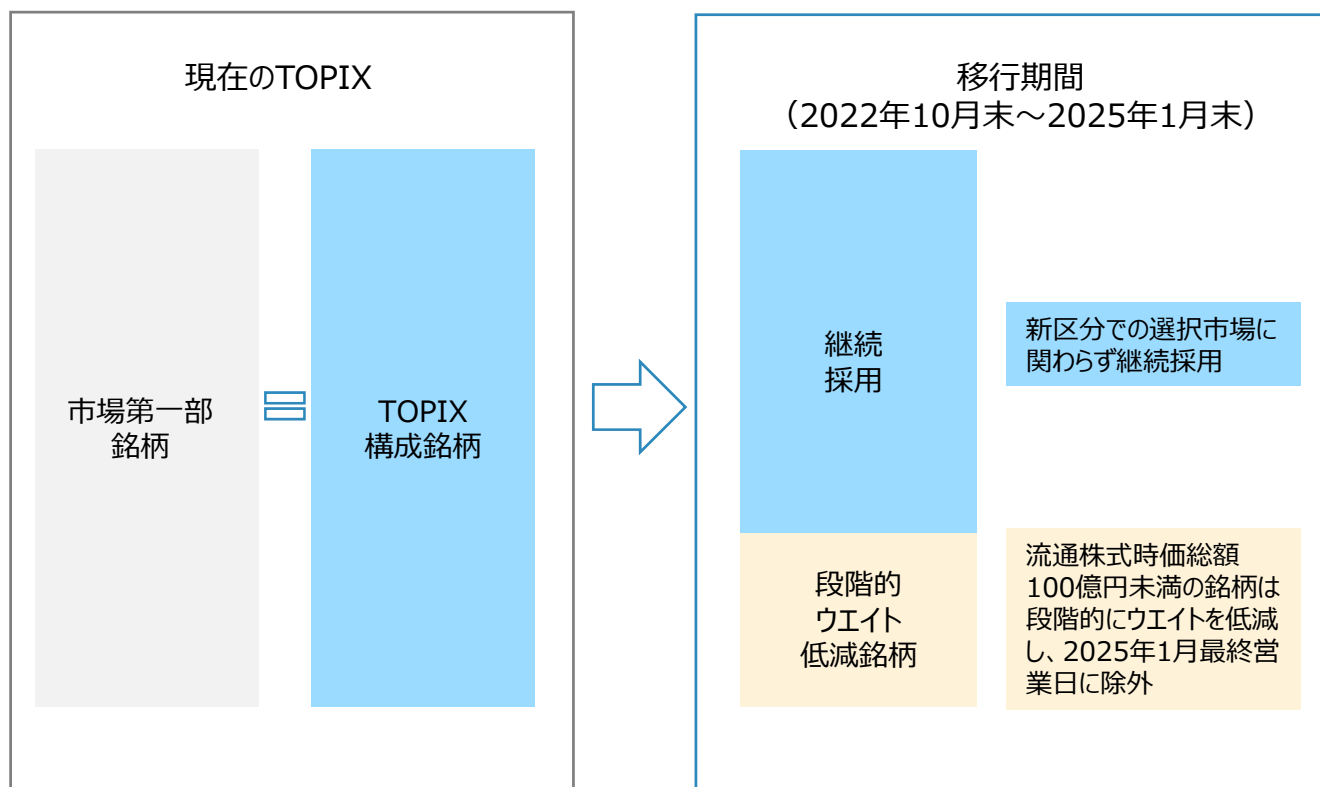 現在のTOPIX
市場第一部
銘柄
TOPIX
構成銘柄
移行期間
（2022年10月末～2025年1月末）
継続
採用
新区分での選択市場に
関わらず継続採用
段階的
ウエイト
低減銘柄
流通株式時価総額
100億円未満の銘柄は
段階的にウエイトを低減
し、2025年1月最終営
業日に除外